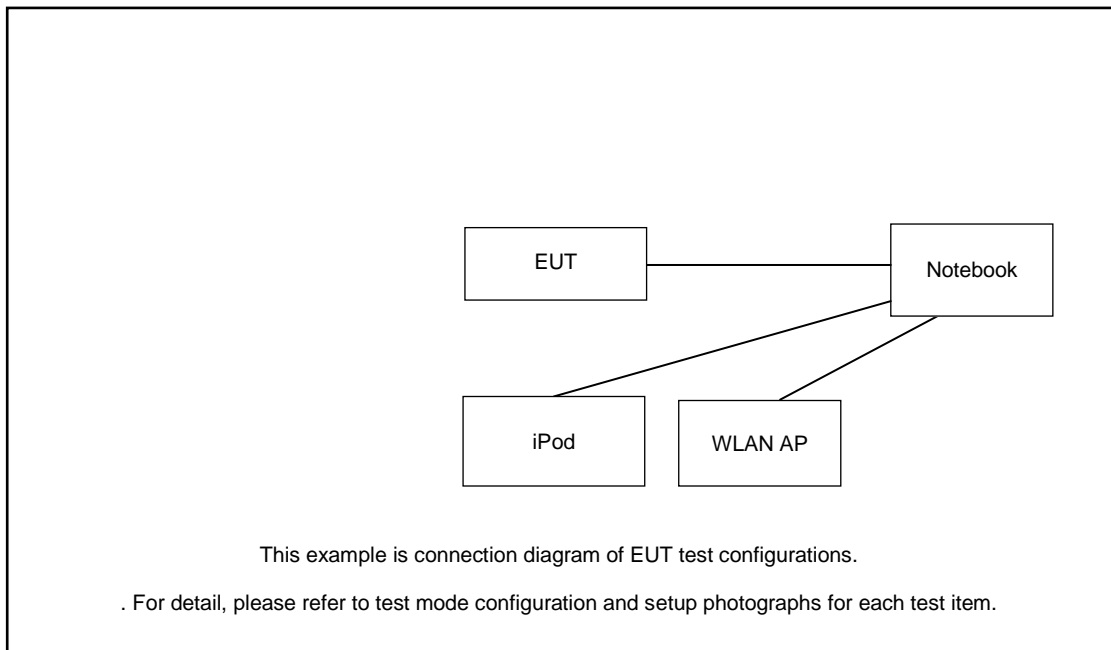 EUT
Notebook
iPod
WLAN AP
This example is connection diagram of EUT test configurations.
. For detail, please refer to test mode configuration and setup photographs for each test item.